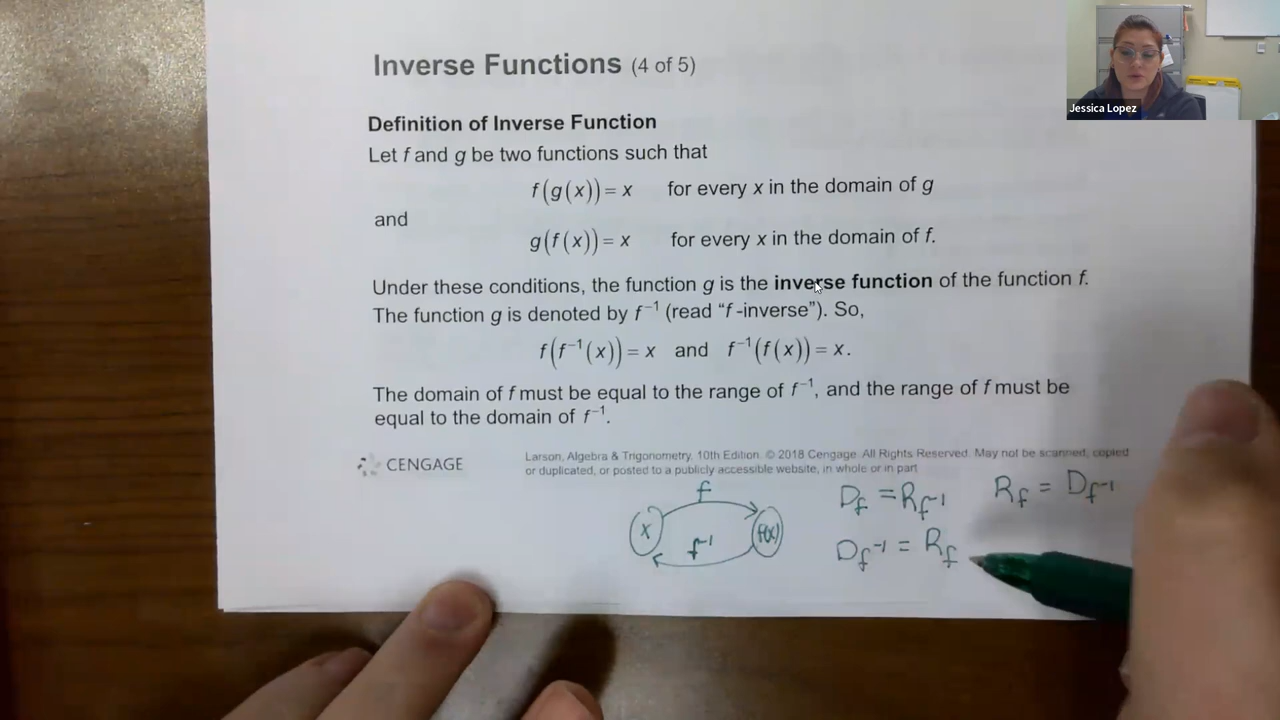 Inverse Functions (4 of 5)
Jessica Lopez
Definition of Inverse Function
Let f and g be two functions such that
f(g(x)) = x for every x in the domain of g
and
g(f(x)) = x for every x in the domain of f.
Under these conditions, the function g is the inverse function of the function f.
The function g is denoted by f⁻¹ (read “f -inverse”). So,
f(f⁻¹(x)) = x and f⁻¹(f(x)) = x.
The domain of f must be equal to the range of f⁻¹, and the range of f must be
equal to the domain of f⁻¹.
CENGAGE
Larson, Algebra & Trigonometry, 10th Edition. © 2018 Cengage. All Rights Reserved. May not be scanned, copied
or duplicated, or posted to a publicly accessible website, in whole or in part
f
x f(x)
f⁻¹
D_f = R_f⁻¹ R_f = D_f⁻¹
D_f⁻¹ = R_f